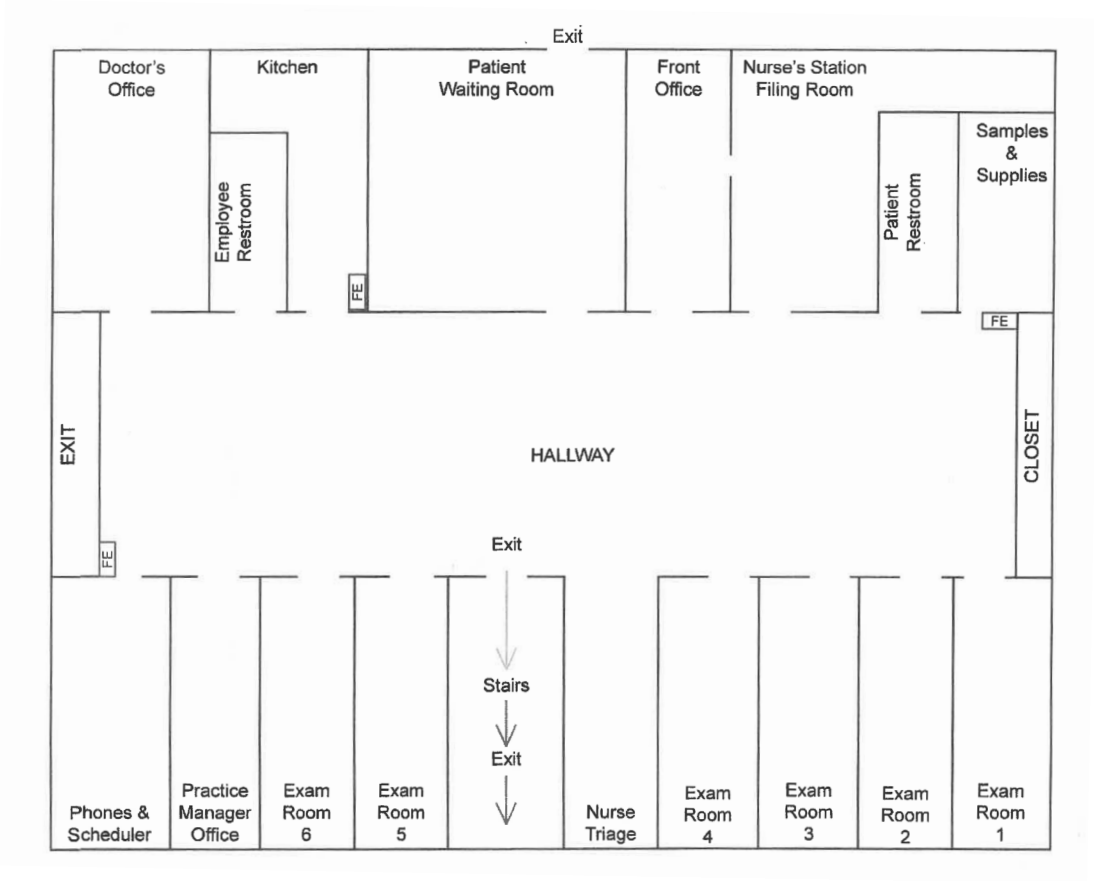 Exit
Doctor's
Office
Kitchen
Patient
Waiting Room
Front
Office
Nurse's Station
Filing Room
Samples
&
Supplies
Employee
Restroom
Patient
Restroom
FE
FE
EXIT
HALLWAY
CLOSET
FE
Exit
Stairs
Exit
Phones &
Scheduler
Practice
Manager
Office
Exam
Room
6
Exam
Room
5
Nurse
Triage
Exam
Room
4
Exam
Room
3
Exam
Room
2
Exam
Room
1